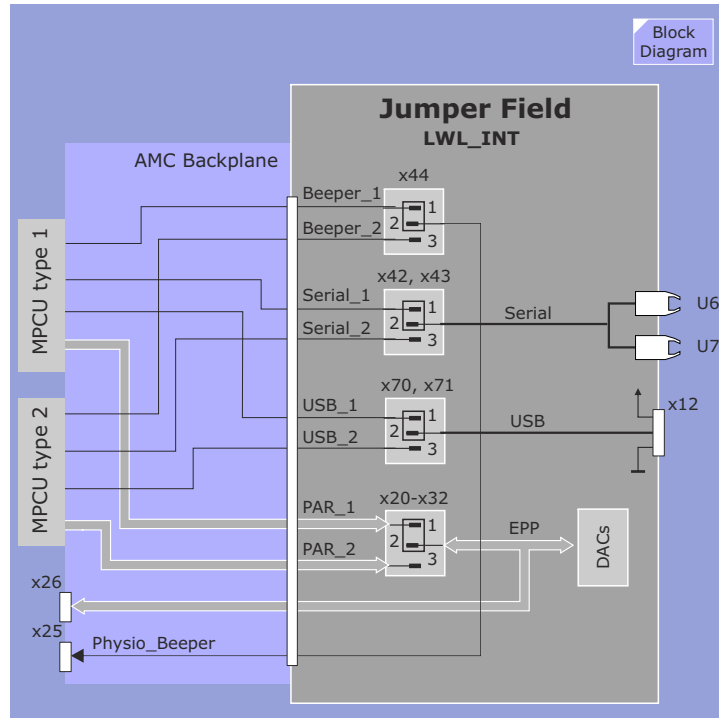 Block
Diagram
Jumper Field
LWL_INT
AMC Backplane
x44
Beeper_1
1
2
Beeper_2
3
MPCU type 1
x42, x43
Serial_1
1
2
Serial_2
3
Serial
U6
U7
x70, x71
USB_1
1
2
USB_2
3
USB
x12
MPCU type 2
x20-x32
PAR_1
1
2
PAR_2
3
EPP
DACs
x26
x25
Physio_Beeper